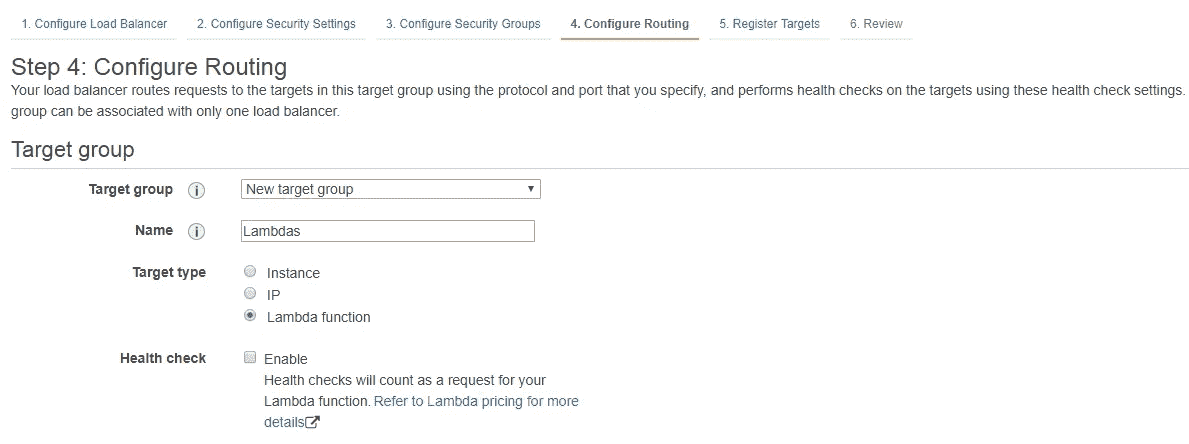 1. Configure Load Balancer 2. Configure Security Settings 3. Configure Security Groups 4. Configure Routing 5. Register Targets 6. Review
Step 4: Configure Routing
Your load balancer routes requests to the targets in this target group using the protocol and port that you specify, and performs health checks on the targets using these health check settings.
group can be associated with only one load balancer.
Target group
Target group i New target group
Name i Lambdas
Target type Instance
IP
Lambda function
Health check Enable
Health checks will count as a request for your
Lambda function. Refer to Lambda pricing for more
details